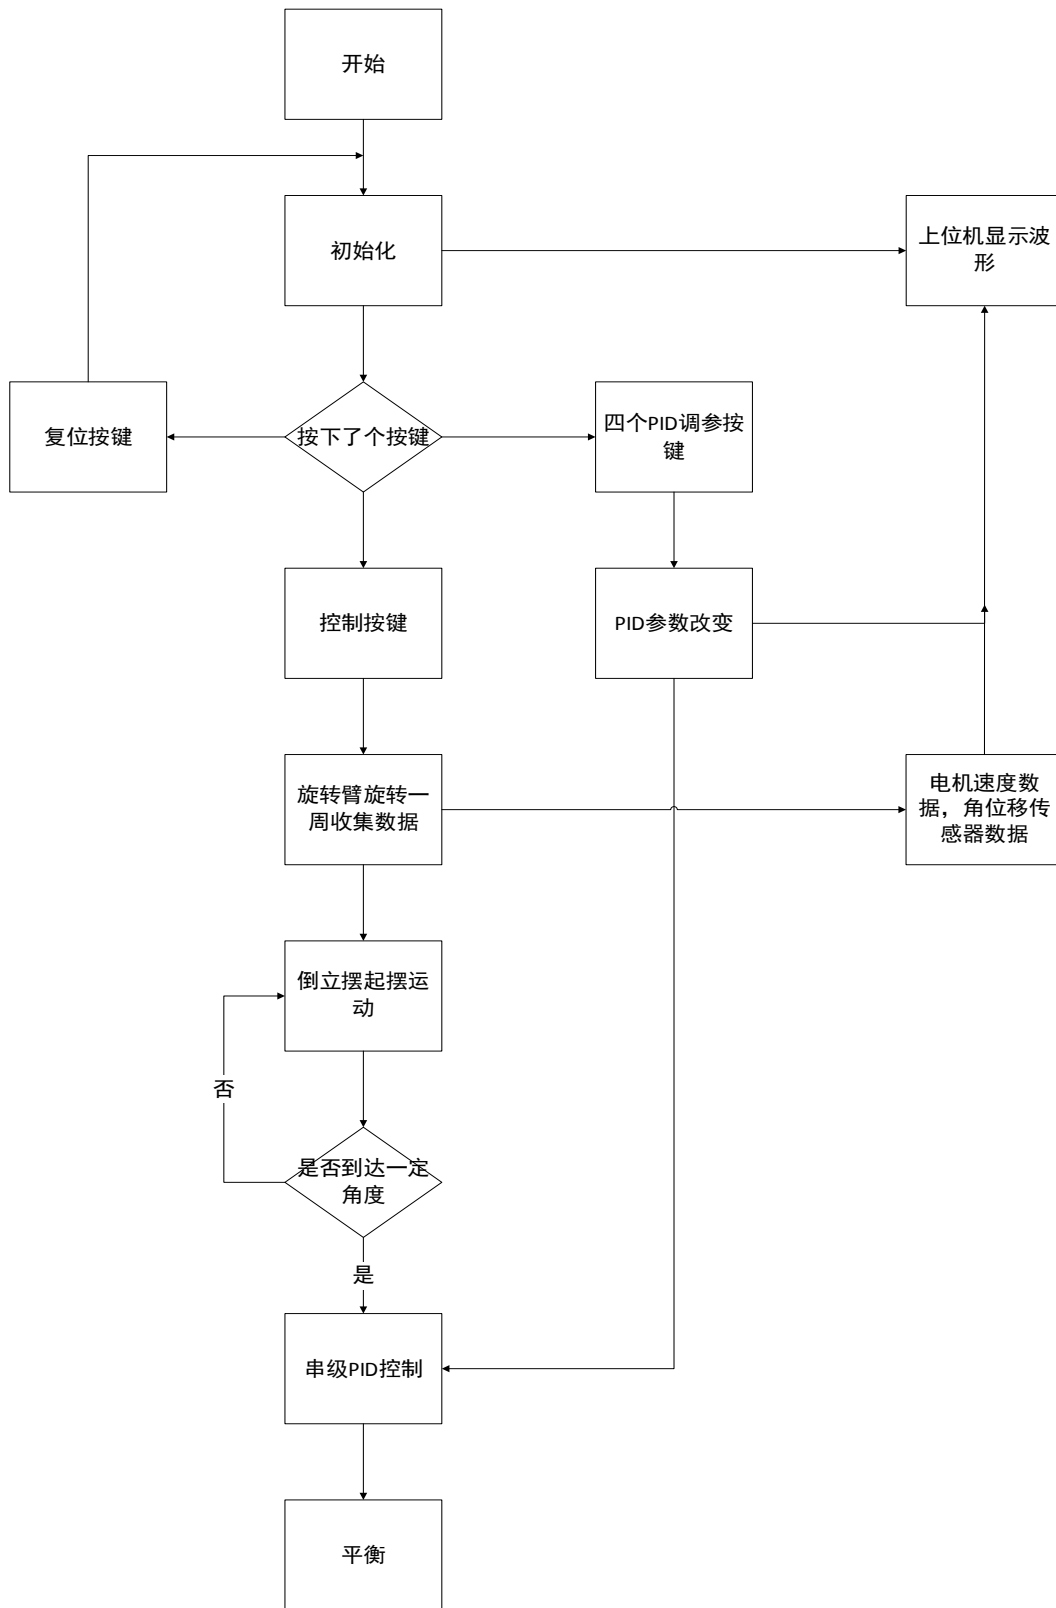 开始
初始化
上位机显示波
形
复位按键
按下了个按键
四个PID调参按
键
控制按键
PID参数改变
旋转臂旋转一
周收集数据
电机速度数
据，角位移传
感器数据
倒立摆起摆运
动
否
是否到达一定
角度
是
串级PID控制
平衡